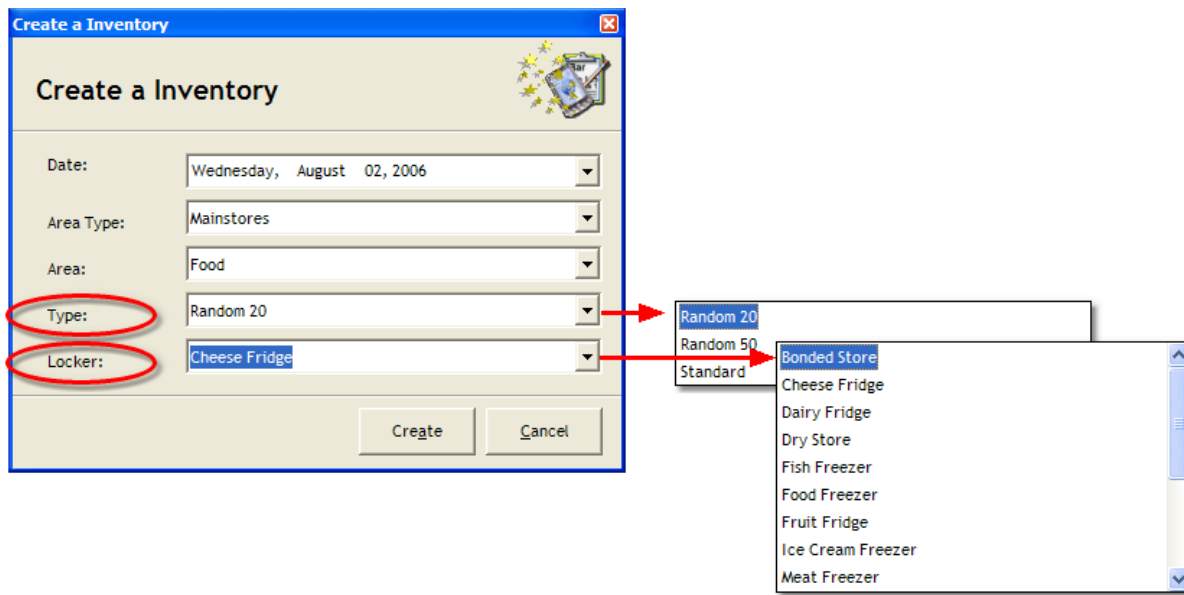 Create a Inventory
Create a Inventory
Bar
Date:
Wednesday, August 02, 2006
Area Type:
Mainstores
Area:
Food
Type:
Random 20
Locker:
Cheese Fridge
Create
Cancel
Random 20
Random 50
Standard
Bonded Store
Cheese Fridge
Dairy Fridge
Dry Store
Fish Freezer
Food Freezer
Fruit Fridge
Ice Cream Freezer
Meat Freezer